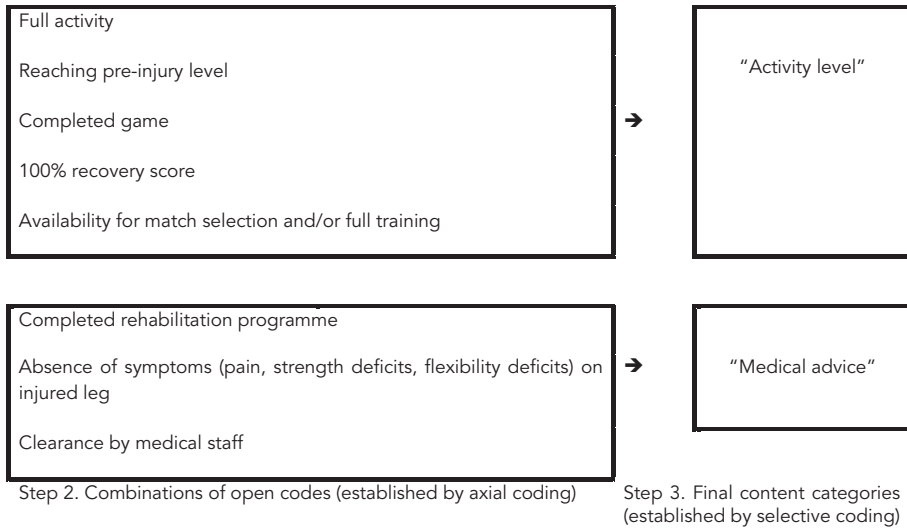 Full activity
Reaching pre-injury level
Completed game
100% recovery score
Availability for match selection and/or full training
➔
“Activity level”
Completed rehabilitation programme
Absence of symptoms (pain, strength deficits, flexibility deficits) on
injured leg
Clearance by medical staff
➔
“Medical advice”
Step 2. Combinations of open codes (established by axial coding)
Step 3. Final content categories
(established by selective coding)